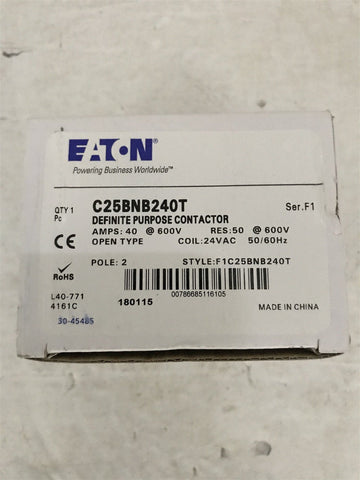 EATON
Powering Business Worldwide™
QTY 1 C25BNB240T Ser.F1
Pc DEFINITE PURPOSE CONTACTOR
AMPS: 40 @ 600V RES: 50 @ 600V
CE OPEN TYPE COIL:24VAC 50/60Hz
POLE: 2 STYLE:F1C25BNB240T
RoHS
L40-771
4161C
180115
00786685116105
MADE IN CHINA
30-45485